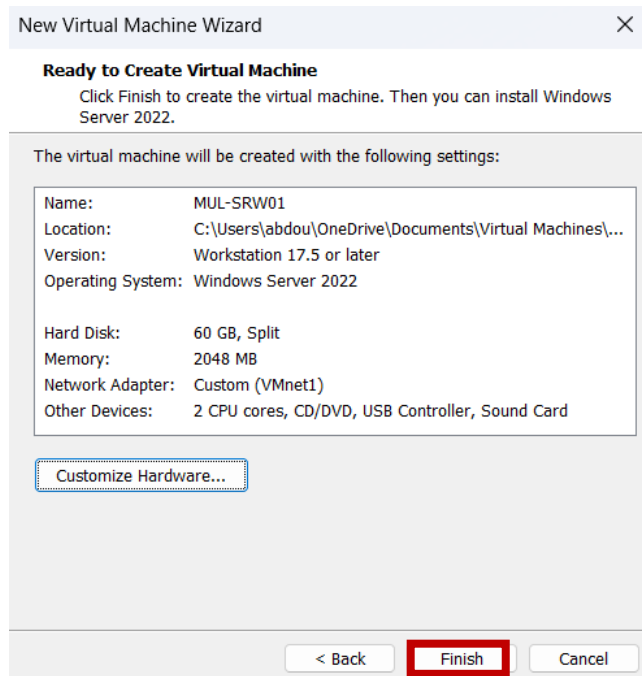 New Virtual Machine Wizard
Ready to Create Virtual Machine
Click Finish to create the virtual machine. Then you can install Windows
Server 2022.
The virtual machine will be created with the following settings:
Name: MUL-SRW01
Location: C:\Users\abdou\OneDrive\Documents\Virtual Machines\...
Version: Workstation 17.5 or later
Operating System: Windows Server 2022
Hard Disk: 60 GB, Split
Memory: 2048 MB
Network Adapter: Custom (VMnet1)
Other Devices: 2 CPU cores, CD/DVD, USB Controller, Sound Card
Customize Hardware...
< Back Finish Cancel